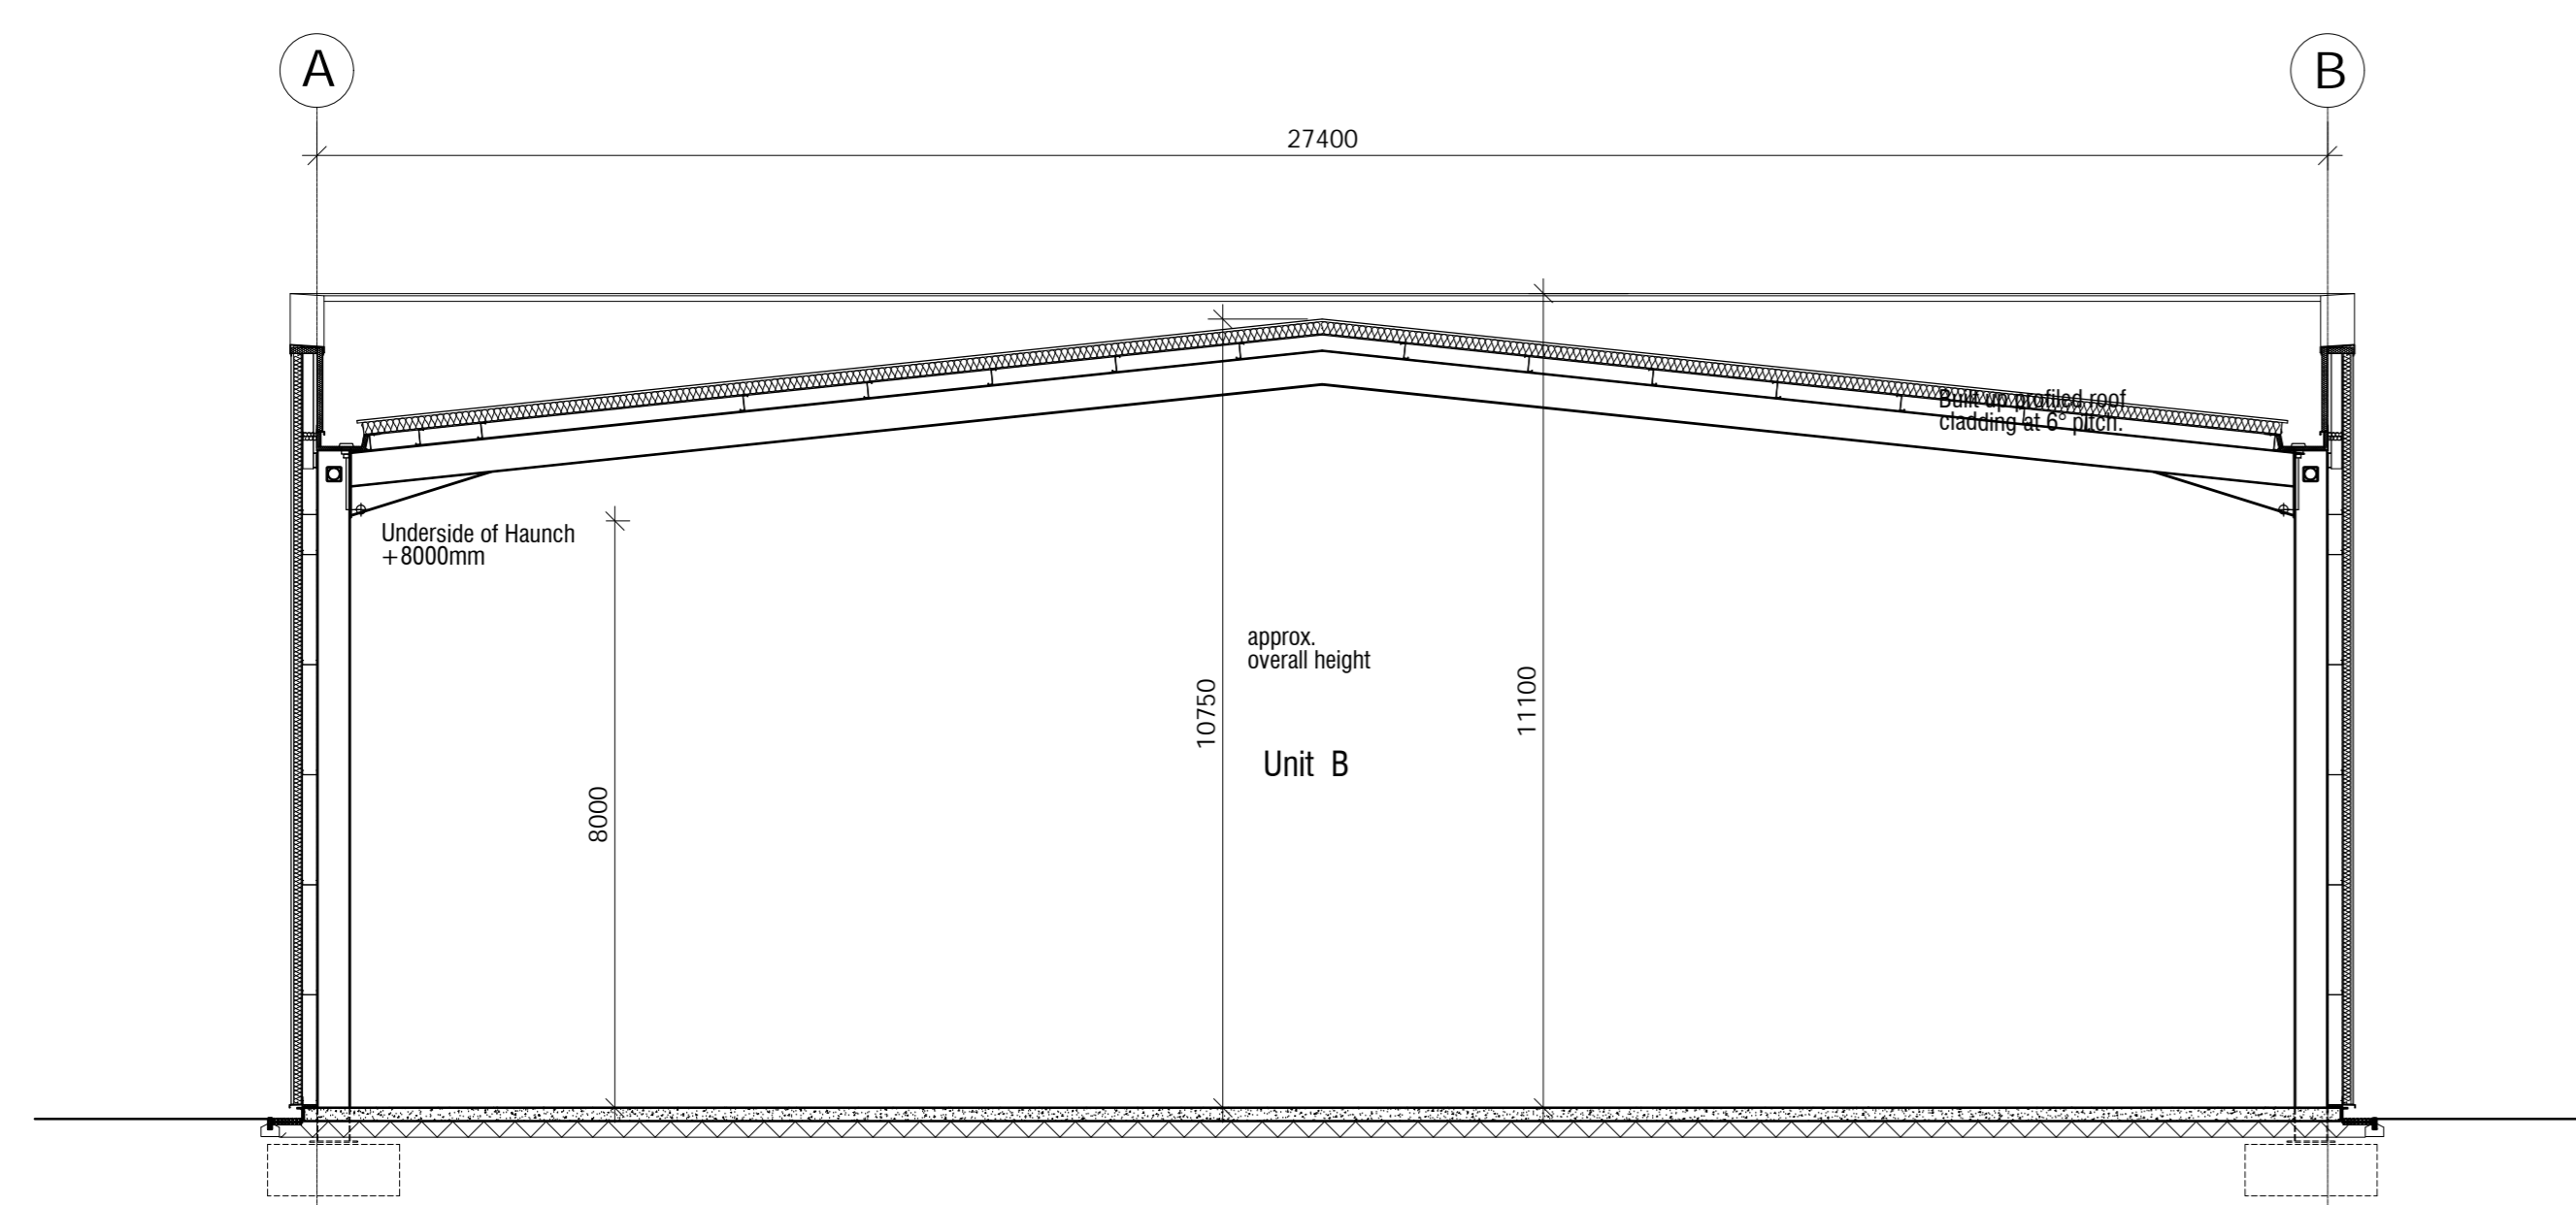 A
B
27400
Built up profiled roof
cladding at 6° pitch.
Underside of Haunch
+8000mm
approx.
overall height
10750
11100
Unit B
8000